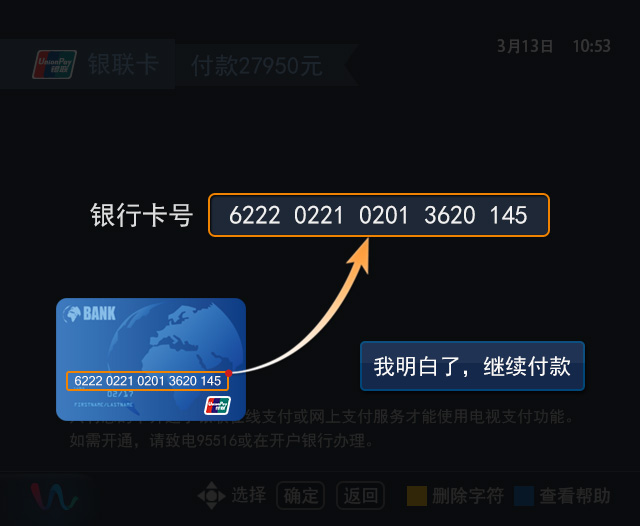 3月13日 10:53
UnionPay 银联 银联卡 付款27950元
银行卡号 6222 0221 0201 3620 145
BANK
6222 0221 0201 3620 145
02/17
FIRSTNAME/LASTNAME
银联
我明白了，继续付款
线支付或网上支付服务才能使用电视支付功能。
如需开通，请致电95516或在开户银行办理。
选择 确定 返回 删除字符 查看帮助